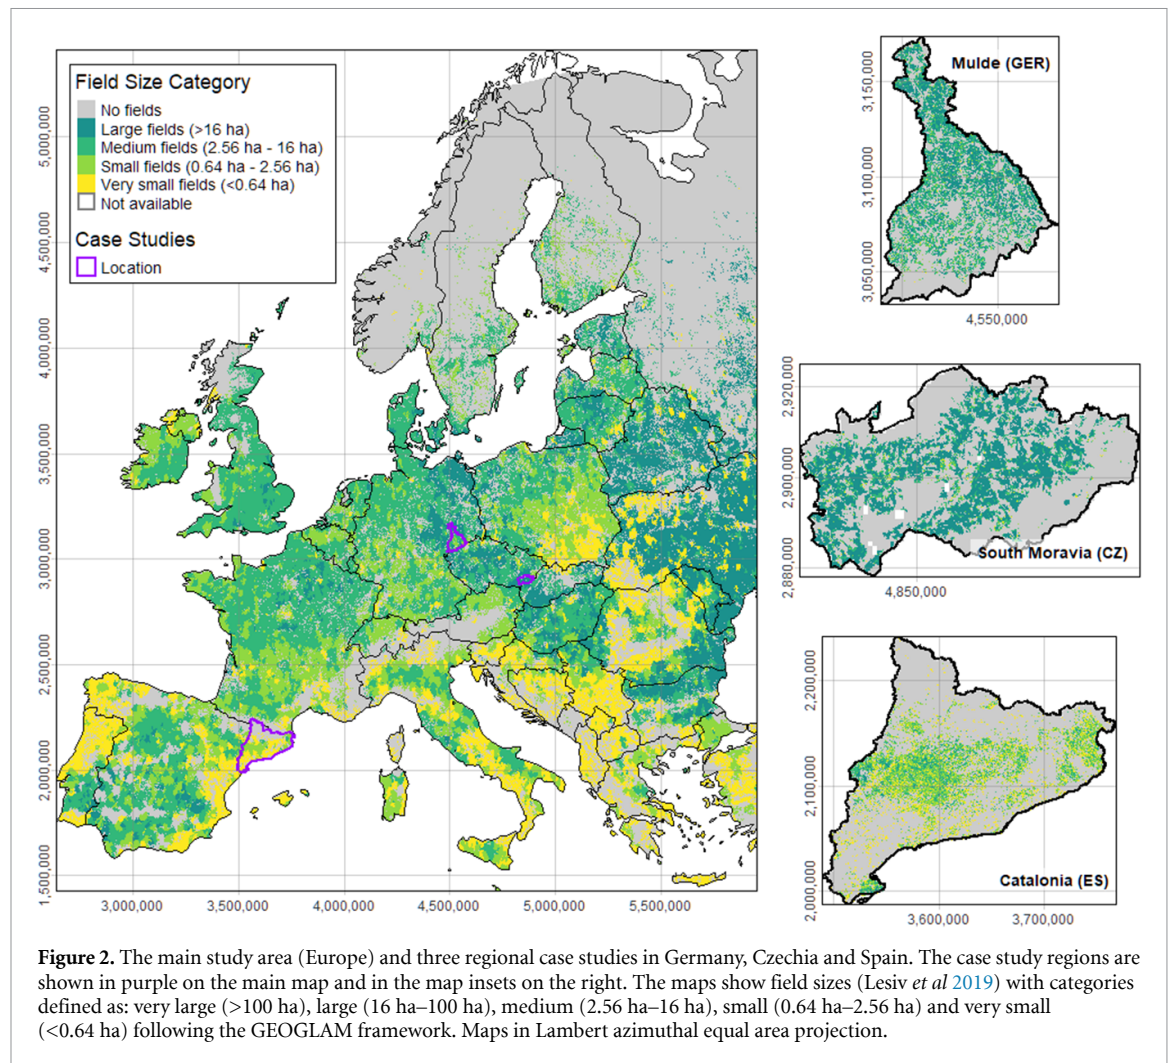 Field Size Category
No fields
Large fields (>16 ha)
Medium fields (2.56 ha - 16 ha)
Small fields (0.64 ha - 2.56 ha)
Very small fields (<0.64 ha)
Not available
Case Studies
Location
5,000,000
4,500,000
4,000,000
3,500,000
3,000,000
2,500,000
2,000,000
1,500,000
3,000,000 3,500,000 4,000,000 4,500,000 5,000,000 5,500,000
Mulde (GER)
3,150,000
3,100,000
3,050,000
4,550,000
2,920,000
2,900,000
2,880,000
South Moravia (CZ)
4,850,000
2,200,000
2,100,000
2,000,000
Catalonia (ES)
3,600,000 3,700,000
Figure 2. The main study area (Europe) and three regional case studies in Germany, Czechia and Spain. The case study regions are
shown in purple on the main map and in the map insets on the right. The maps show field sizes (Lesiv et al 2019) with categories
defined as: very large (>100 ha), large (16 ha–100 ha), medium (2.56 ha–16 ha), small (0.64 ha–2.56 ha) and very small
(<0.64 ha) following the GEOGLAM framework. Maps in Lambert azimuthal equal area projection.